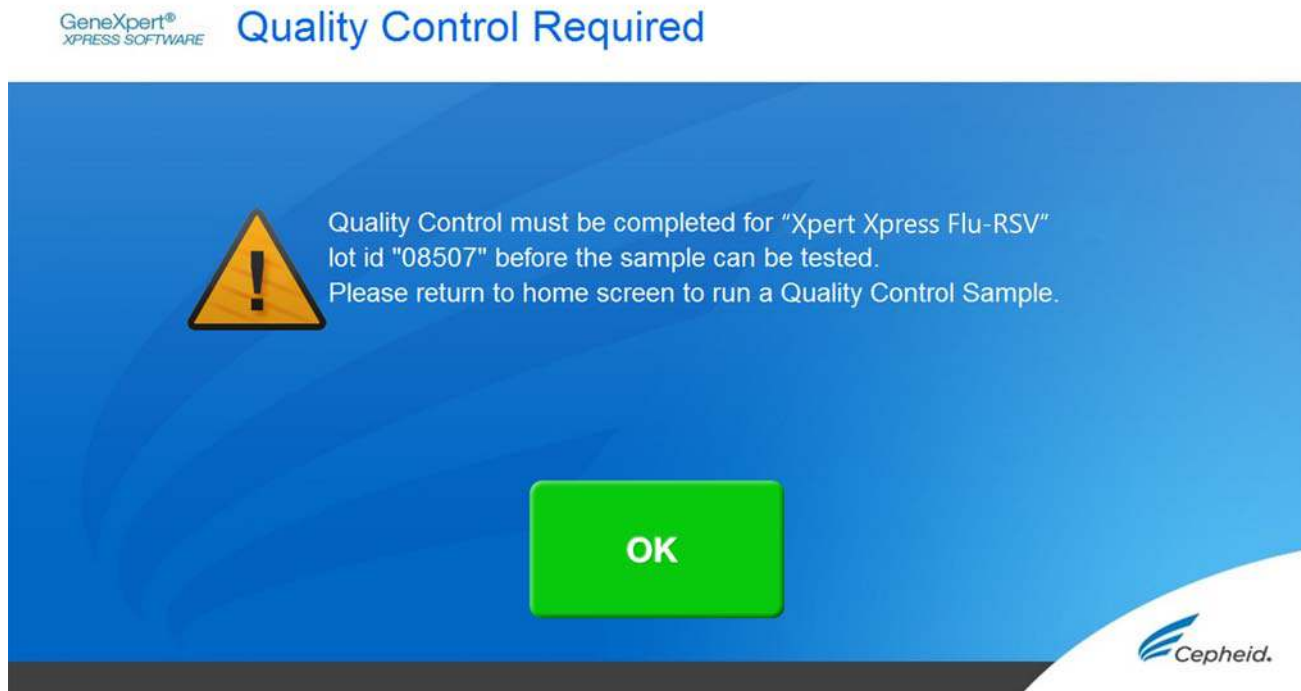 GeneXpert®
XPRESS SOFTWARE
Quality Control Required
Quality Control must be completed for "Xpert Xpress Flu-RSV"
lot id "08507" before the sample can be tested.
Please return to home screen to run a Quality Control Sample.
OK
Cepheid.